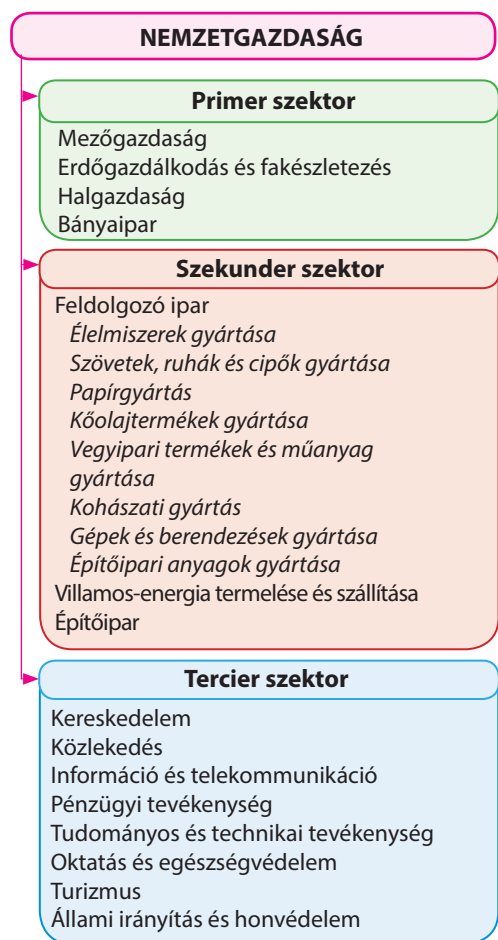 NEMZETGAZDASÁG
Primer szektor
Mezőgazdaság
Erdőgazdálkodás és fakészletezés
Halgazdaság
Bányaipar
Szekunder szektor
Feldolgozó ipar
Élelmiszerek gyártása
Szövetek, ruhák és cipők gyártása
Papírgyártás
Kőolajtermékek gyártása
Vegyipari termékek és műanyag
gyártása
Kohászati gyártás
Gépek és berendezések gyártása
Építőipari anyagok gyártása
Villamos-energia termelése és szállítása
Építőipar
Tercier szektor
Kereskedelem
Közlekedés
Információ és telekommunikáció
Pénzügyi tevékenység
Tudományos és technikai tevékenység
Oktatás és egészségvédelem
Turizmus
Állami irányítás és honvédelem